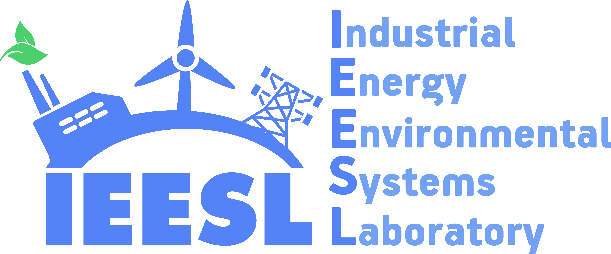 IEESL
Industrial
Energy
Environmental
Systems
Laboratory